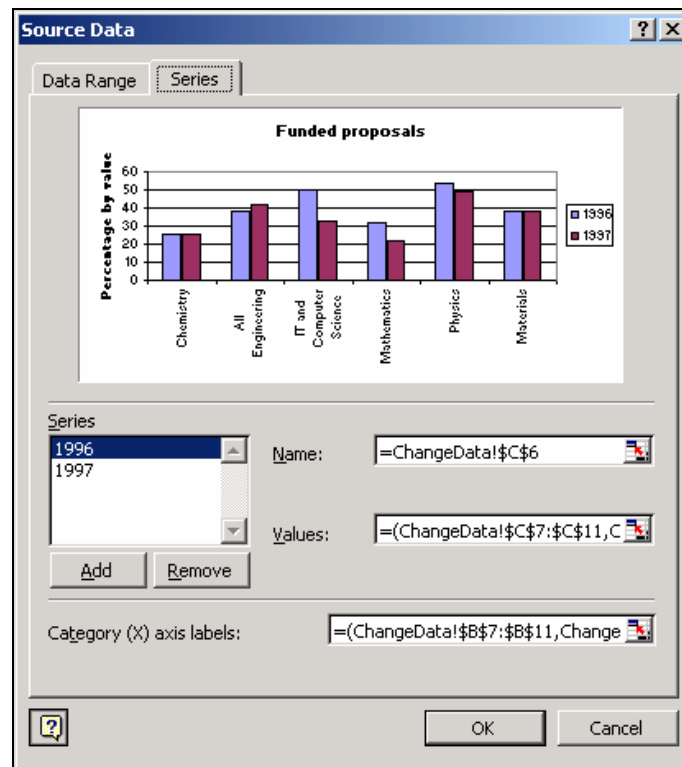 Source Data
Data Range Series
Funded proposals
Percentage by value
60
50
40
30
20
10
0
1996
1997
Chemistry
All
Engineering
IT and
Computer
Science
Mathematics
Physics
Materials
Series
1996
1997
Name: =ChangeData!$C$6
Values: =(ChangeData!$C$7:$C$11,C
Add Remove
Category (X) axis labels: =(ChangeData!$B$7:$B$11,Change
OK Cancel